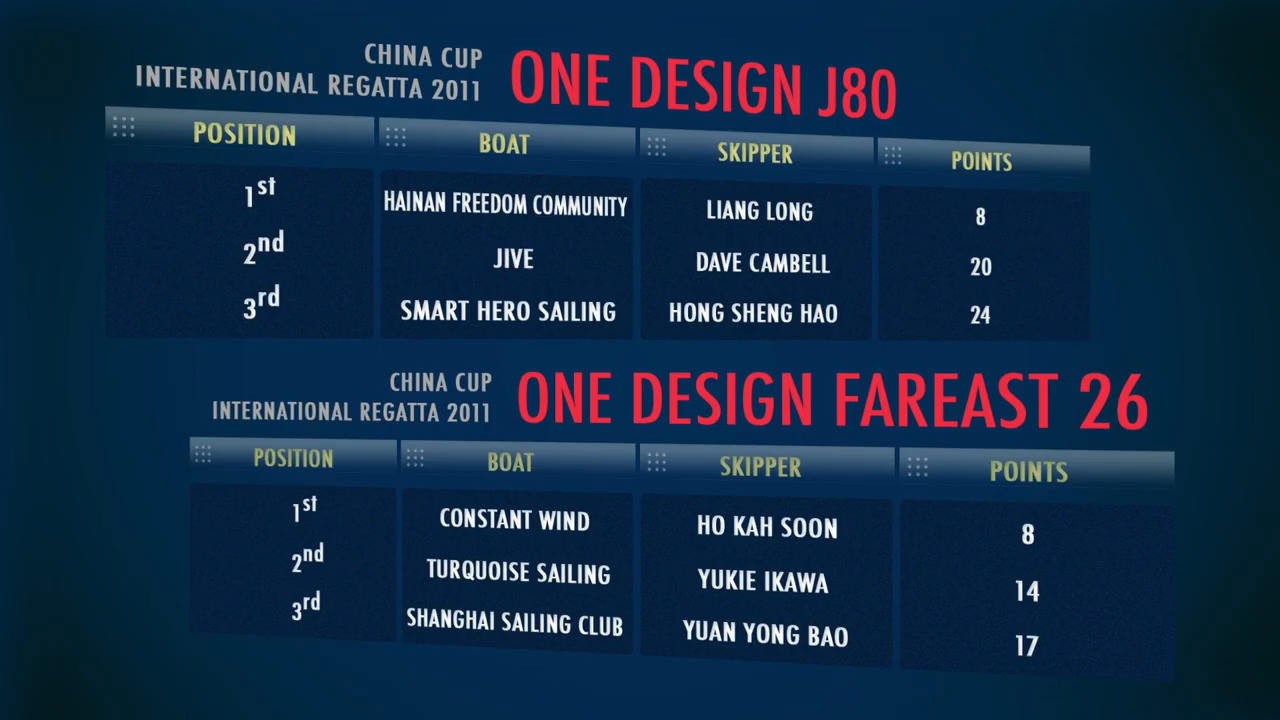 CHINA CUP
INTERNATIONAL REGATTA 2011
ONE DESIGN J80
POSITION BOAT SKIPPER POINTS
1st HAINAN FREEDOM COMMUNITY LIANG LONG 8
2nd JIVE DAVE CAMBELL 20
3rd SMART HERO SAILING HONG SHENG HAO 24
CHINA CUP
INTERNATIONAL REGATTA 2011
ONE DESIGN FAREAST 26
POSITION BOAT SKIPPER POINTS
1st CONSTANT WIND HO KAH SOON 8
2nd TURQUOISE SAILING YUKIE IKAWA 14
3rd SHANGHAI SAILING CLUB YUAN YONG BAO 17